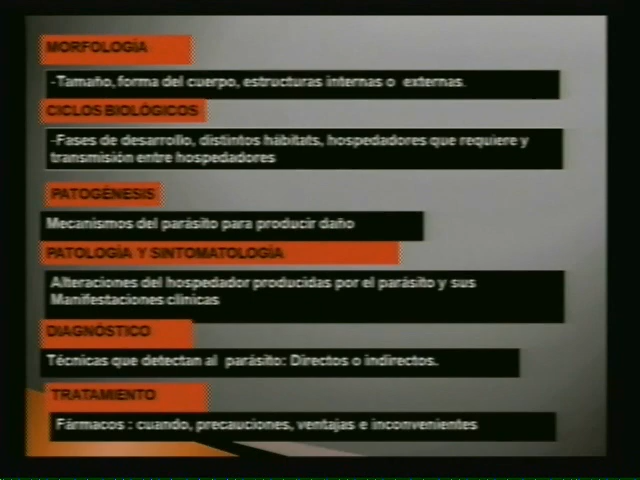 MORFOLOGÍA
-Tamaño, forma del cuerpo, estructuras internas o externas.
CICLOS BIOLÓGICOS
-Fases de desarrollo, distintos hábitats, hospedadores que requiere y
transmisión entre hospedadores
PATOGÉNESIS
Mecanismos del parásito para producir daño
PATOLOGÍA Y SINTOMATOLOGÍA
Alteraciones del hospedador producidas por el parásito y sus
Manifestaciones clínicas
DIAGNÓSTICO
Técnicas que detectan al parásito: Directos o indirectos.
TRATAMIENTO
Fármacos : cuando, precauciones, ventajas e inconvenientes